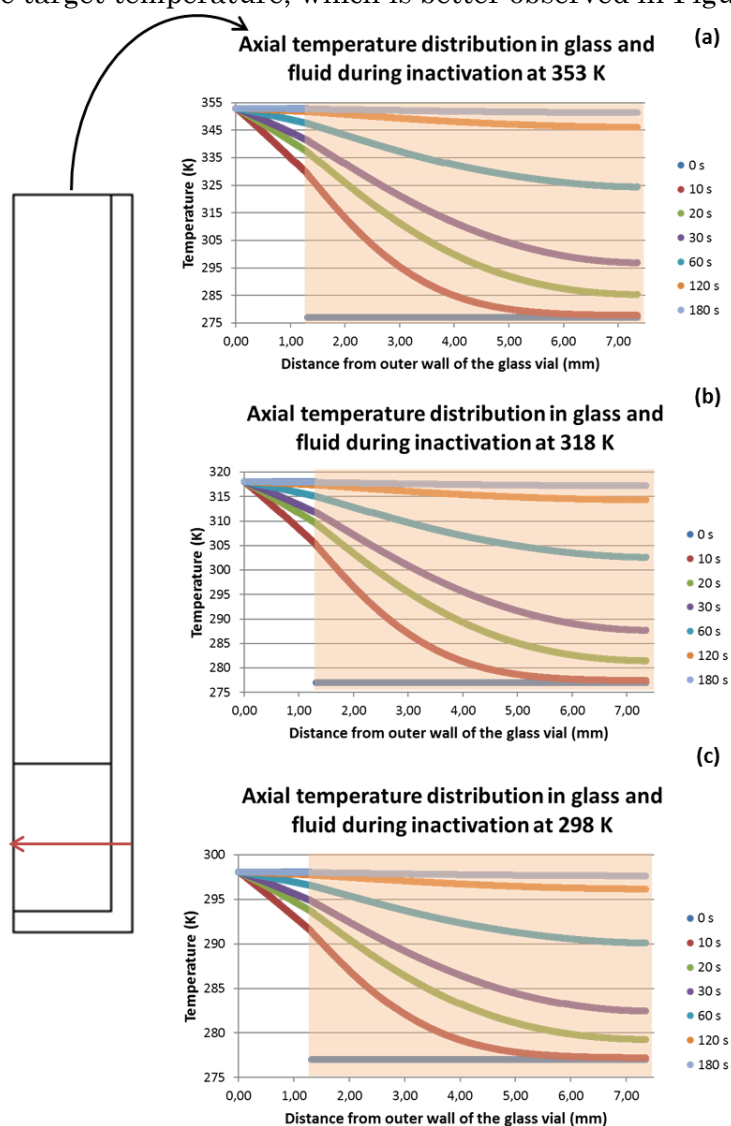 e target temperature, which is better observed in Figu
(a)
Axial temperature distribution in glass and
fluid during inactivation at 353 K
Temperature (K)
355
345
335
325
315
305
295
285
275
0,00 1,00 2,00 3,00 4,00 5,00 6,00 7,00
Distance from outer wall of the glass vial (mm)
0 s
10 s
20 s
30 s
60 s
120 s
180 s
(b)
Axial temperature distribution in glass and
fluid during inactivation at 318 K
Temperature (K)
320
315
310
305
300
295
290
285
280
275
0,00 1,00 2,00 3,00 4,00 5,00 6,00 7,00
Distance from outer wall of the glass vial (mm)
0 s
10 s
20 s
30 s
60 s
120 s
180 s
(c)
Axial temperature distribution in glass and
fluid during inactivation at 298 K
Temperature (K)
300
295
290
285
280
275
0,00 1,00 2,00 3,00 4,00 5,00 6,00 7,00
Distance from outer wall of the glass vial (mm)
0 s
10 s
20 s
30 s
60 s
120 s
180 s